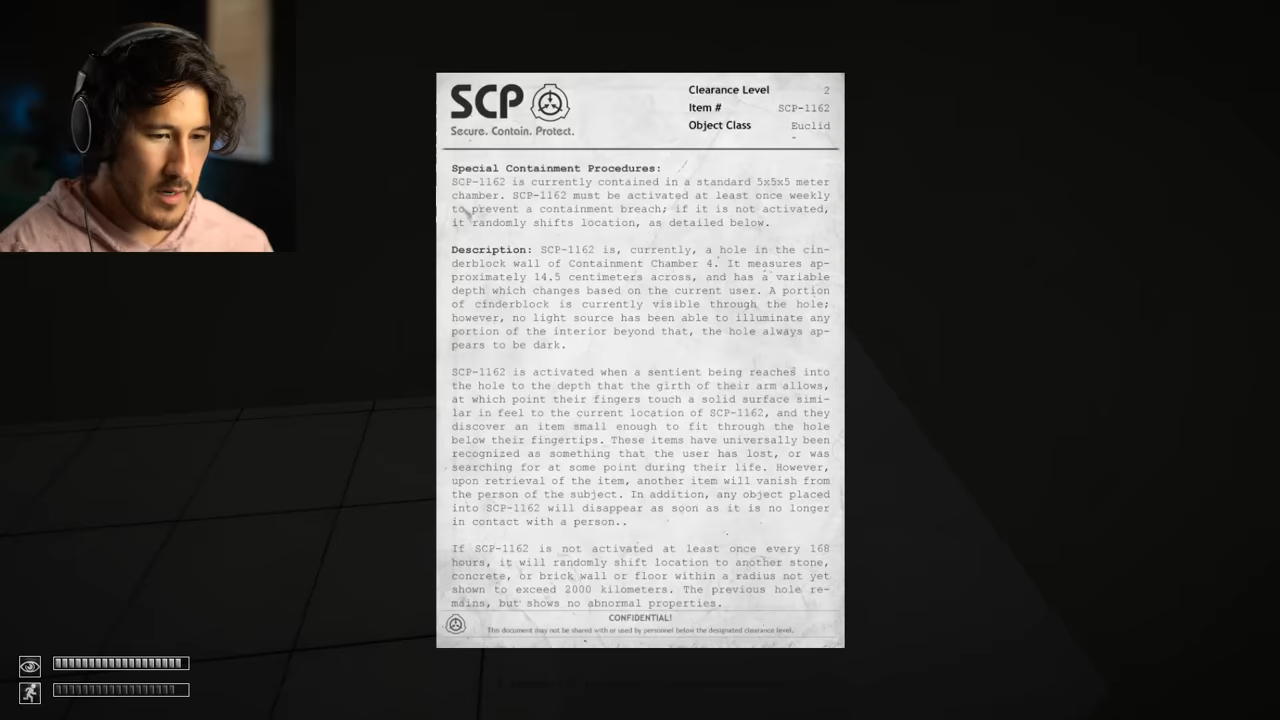 SCP
Secure. Contain. Protect.
Clearance Level 2
Item # SCP-1162
Object Class Euclid
-
Special Containment Procedures:
SCP-1162 is currently contained in a standard 5x5x5 meter
chamber. SCP-1162 must be activated at least once weekly
to prevent a containment breach; if it is not activated,
it randomly shifts location, as detailed below.
Description: SCP-1162 is, currently, a hole in the cin-
derblock wall of Containment Chamber 4. It measures ap-
proximately 14.5 centimeters across, and has a variable
depth which changes based on the current user. A portion
of cinderblock is currently visible through the hole;
however, no light source has been able to illuminate any
portion of the interior beyond that, the hole always ap-
pears to be dark.
SCP-1162 is activated when a sentient being reaches into
the hole to the depth that the girth of their arm allows,
at which point their fingers touch a solid surface simi-
lar in feel to the current location of SCP-1162, and they
discover an item small enough to fit through the hole
below their fingertips. These items have universally been
recognized as something that the user has lost, or was
searching for at some point during their life. However,
upon retrieval of the item, another item will vanish from
the person of the subject. In addition, any object placed
into SCP-1162 will disappear as soon as it is no longer
in contact with a person..
If SCP-1162 is not activated at least once every 168
hours, it will randomly shift location to another stone,
concrete, or brick wall or floor within a radius not yet
shown to exceed 2000 kilometers. The previous hole re-
mains, but shows no abnormal properties.
CONFIDENTIAL!
This document may not be shared with or used by personnel below the designated clearance level.